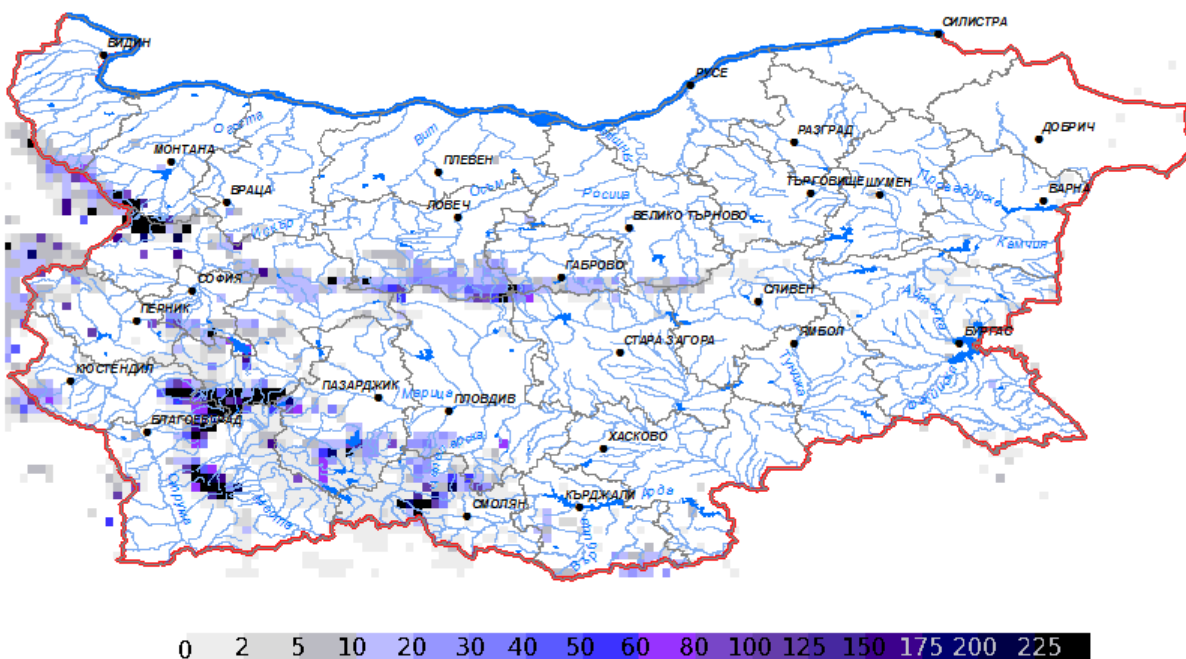 СИЛИСТРА
ВИДИН
РУСЕ
Огоста
Вит
РАЗГРАД
ДОБРИЧ
МОНТАНА
ПЛЕВЕН
ВРАЦА
Осъм
Росица
ТЪРГОВИЩЕ
ШУМЕН
ВАРНА
ЛОВЕЧ
ВЕЛИКО ТЪРНОВО
Камчия
СОФИЯ
ГАБРОВО
СЛИВЕН
ПЕРНИК
СТАРА ЗАГОРА
ЯМБОЛ
БУРГАС
Тунджа
КЮСТЕНДИЛ
ПАЗАРДЖИК
Марица
ПЛОВДИВ
БЛАГОЕВГРАД
ХАСКОВО
Струма
Места
СМОЛЯН
КЪРДЖАЛИ
0 2 5 10 20 30 40 50 60 80 100 125 150 175 200 225